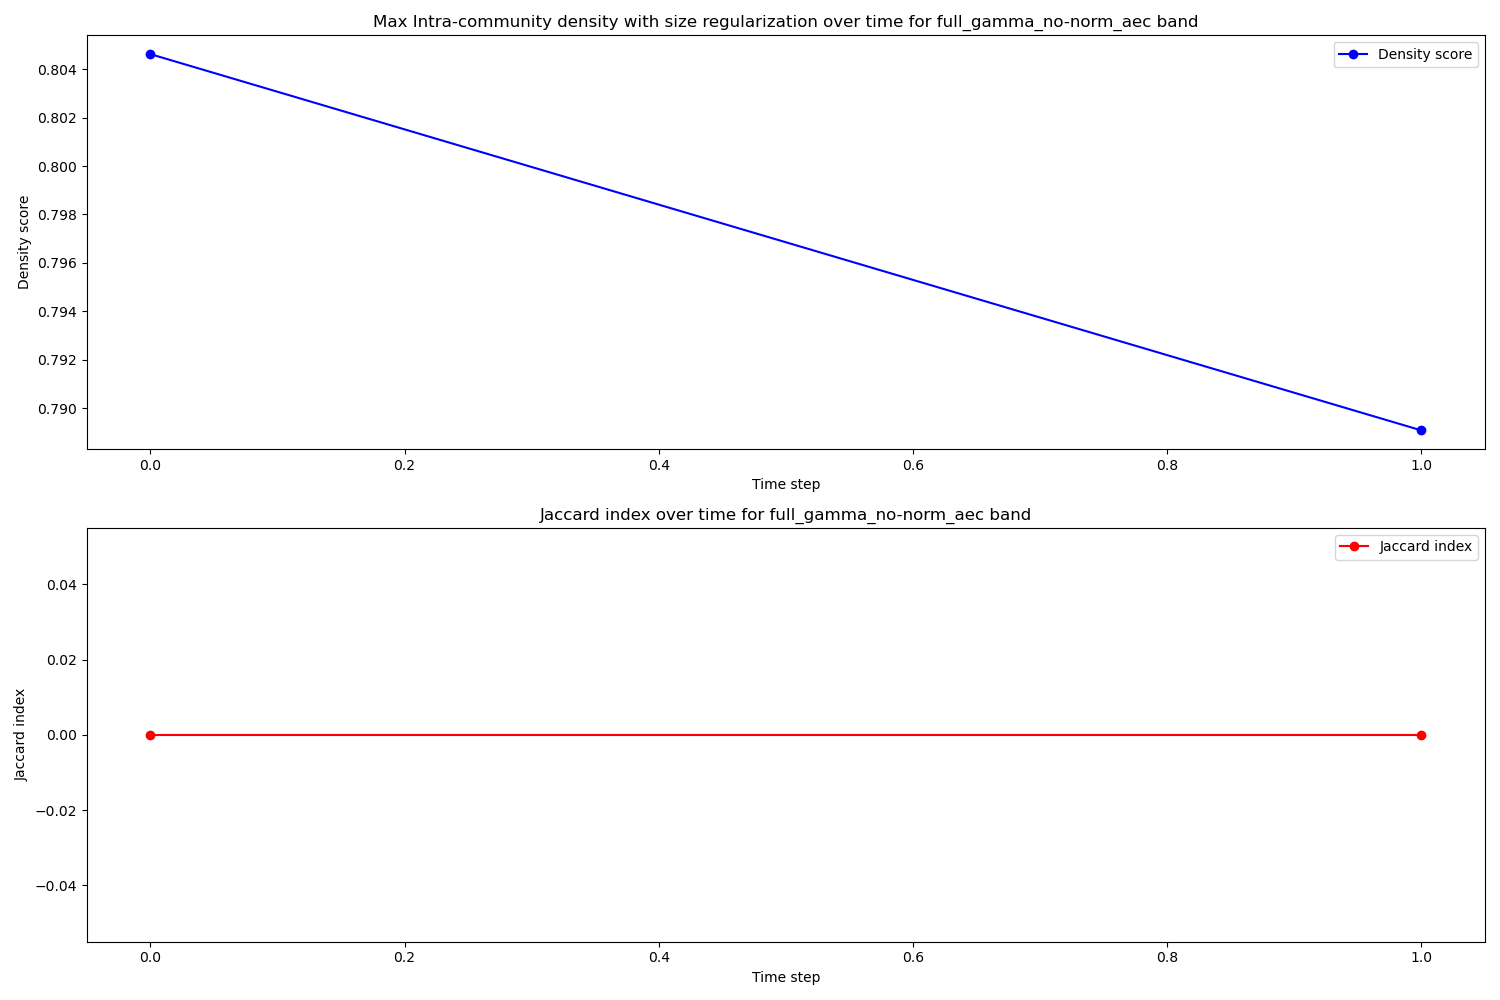 Max Intra-community density with size regularization over time for full_gamma_no-norm_aec band
Density score
0.804
0.802
0.800
0.798
0.796
0.794
0.792
0.790
Density score
0.0 0.2 0.4 0.6 0.8 1.0
Time step
Jaccard index over time for full_gamma_no-norm_aec band
Jaccard index
0.04
0.02
0.00
−0.02
−0.04
Jaccard index
0.0 0.2 0.4 0.6 0.8 1.0
Time step